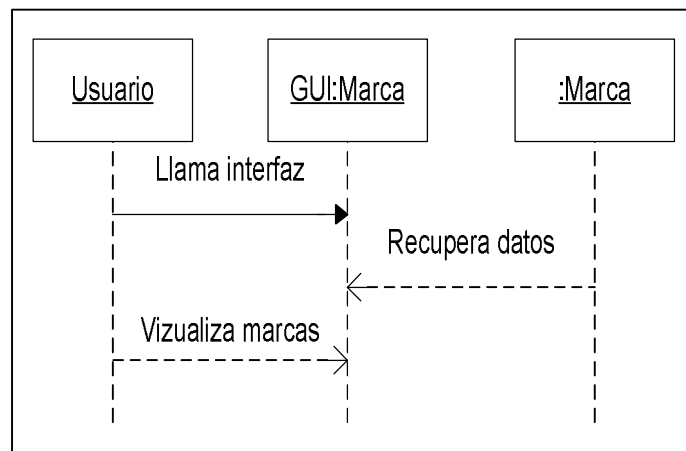 Usuario
GUI:Marca
:Marca
Llama interfaz
Recupera datos
Vizualiza marcas